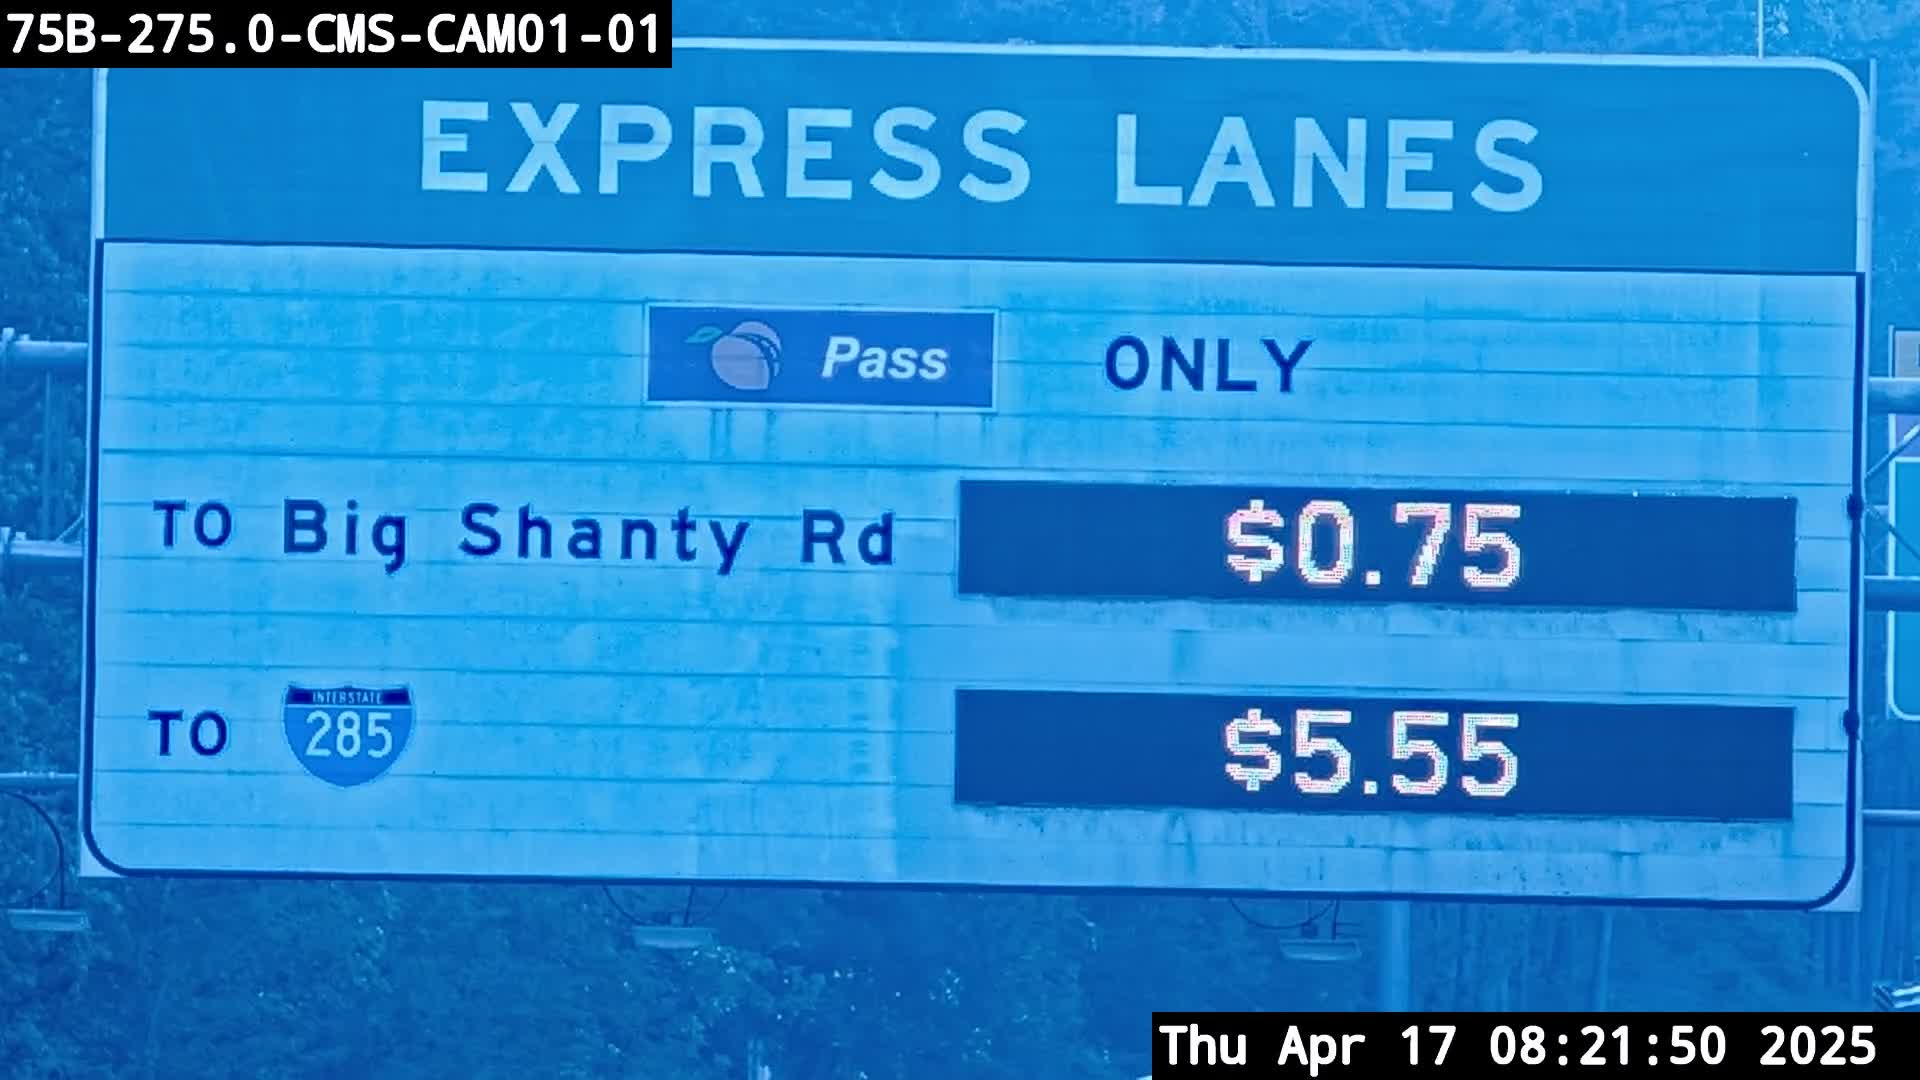 75B-275.0-CMS-CAM01-01
EXPRESS LANES
Pass ONLY
TO Big Shanty Rd $0.75
TO INTERSTATE 285 $5.55
Thu Apr 17 08:21:50 2025